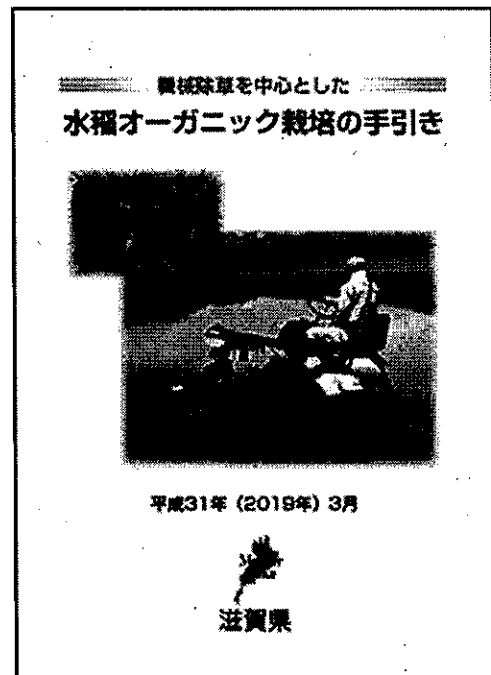 機械除草を中心とした
水稲オーガニック栽培の手引き
平成31年（2019年）3月
滋賀県